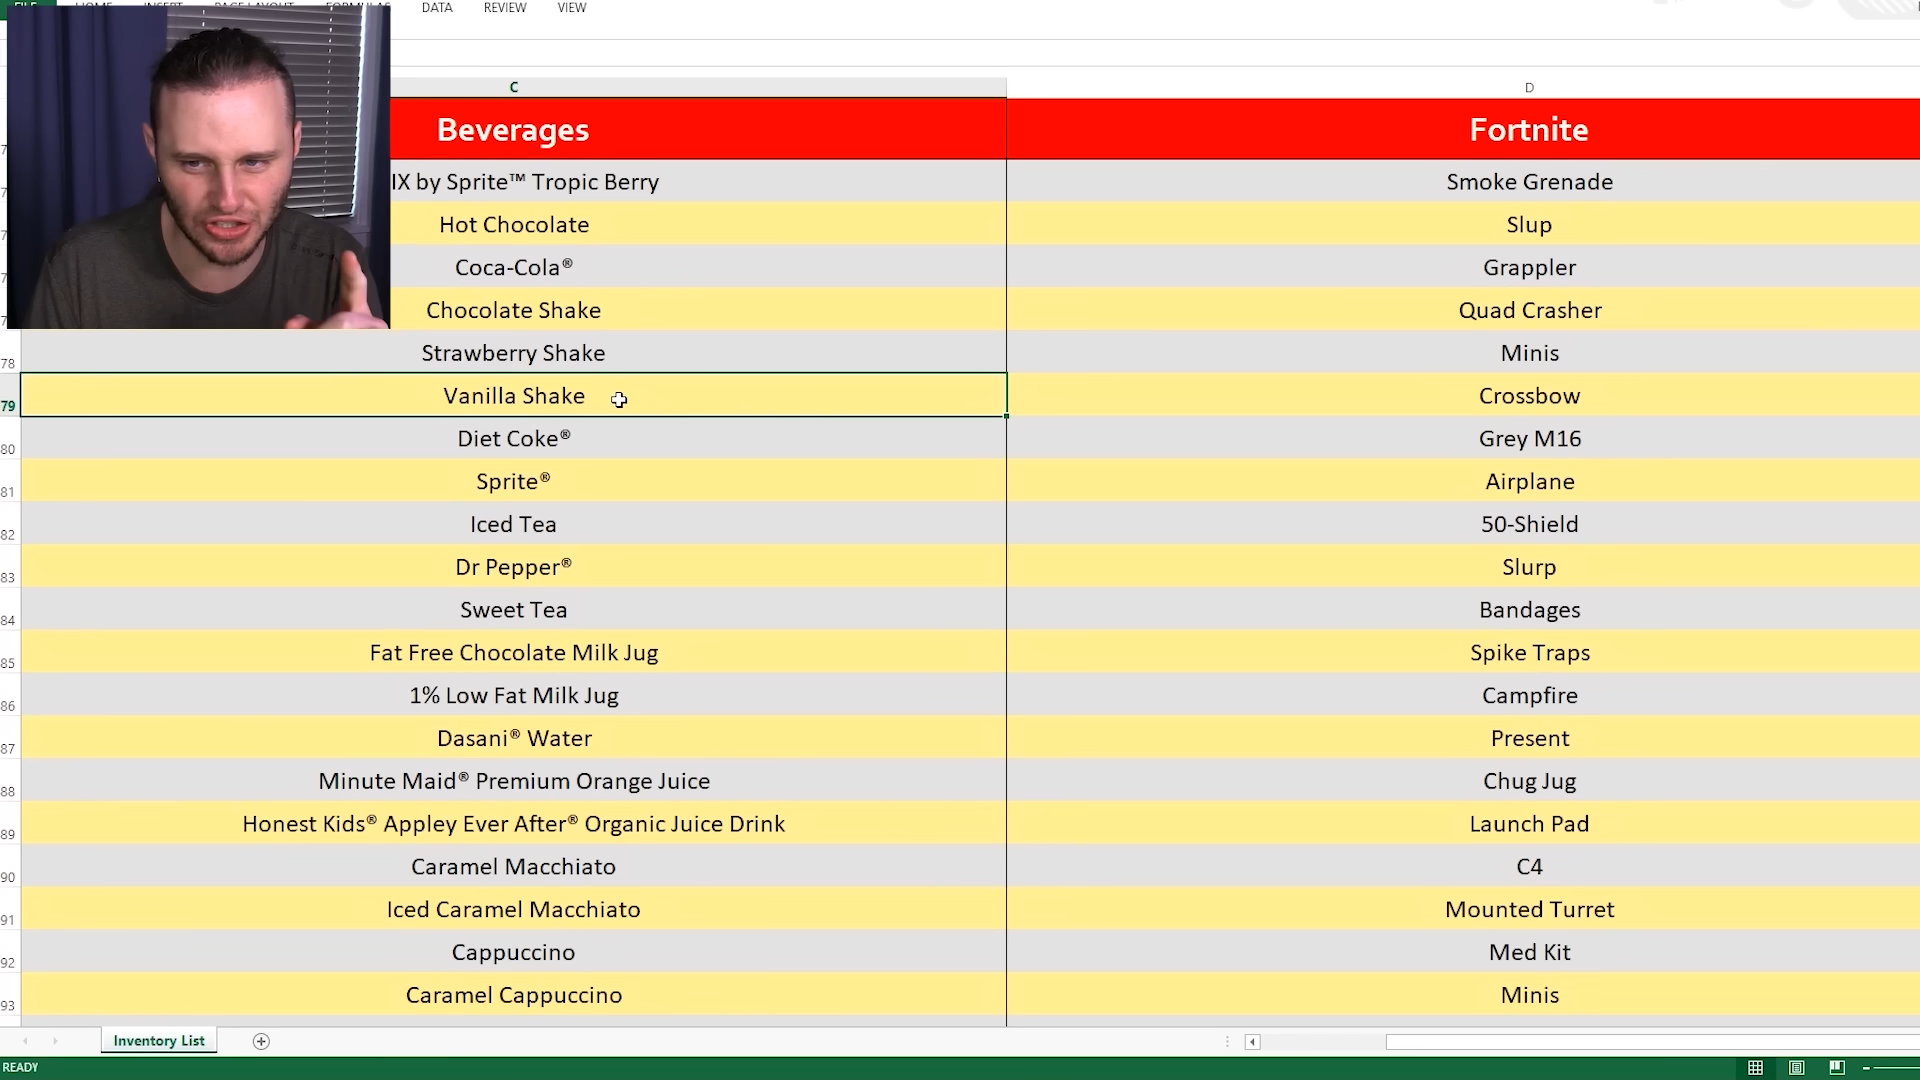 DATA REVIEW VIEW
C D
Beverages Fortnite
IX by Sprite™ Tropic Berry Smoke Grenade
Hot Chocolate Slup
Coca-Cola® Grappler
Chocolate Shake Quad Crasher
78 Strawberry Shake Minis
79 Vanilla Shake Crossbow
80 Diet Coke® Grey M16
81 Sprite® Airplane
82 Iced Tea 50-Shield
83 Dr Pepper® Slurp
84 Sweet Tea Bandages
85 Fat Free Chocolate Milk Jug Spike Traps
86 1% Low Fat Milk Jug Campfire
87 Dasani® Water Present
88 Minute Maid® Premium Orange Juice Chug Jug
89 Honest Kids® Appley Ever After® Organic Juice Drink Launch Pad
90 Caramel Macchiato C4
91 Iced Caramel Macchiato Mounted Turret
92 Cappuccino Med Kit
93 Caramel Cappuccino Minis
Inventory List
READY